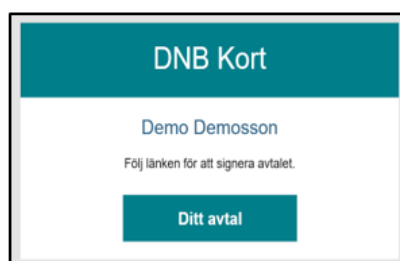 DNB Kort
Demo Demosson
Följ länken för att signera avtalet.
Ditt avtal